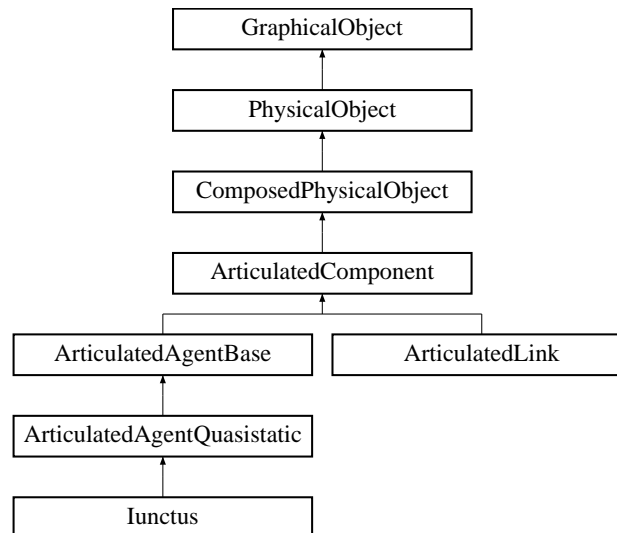 GraphicalObject
PhysicalObject
ComposedPhysicalObject
ArticulatedComponent
ArticulatedAgentBase
ArticulatedLink
ArticulatedAgentQuasistatic
Iunctus